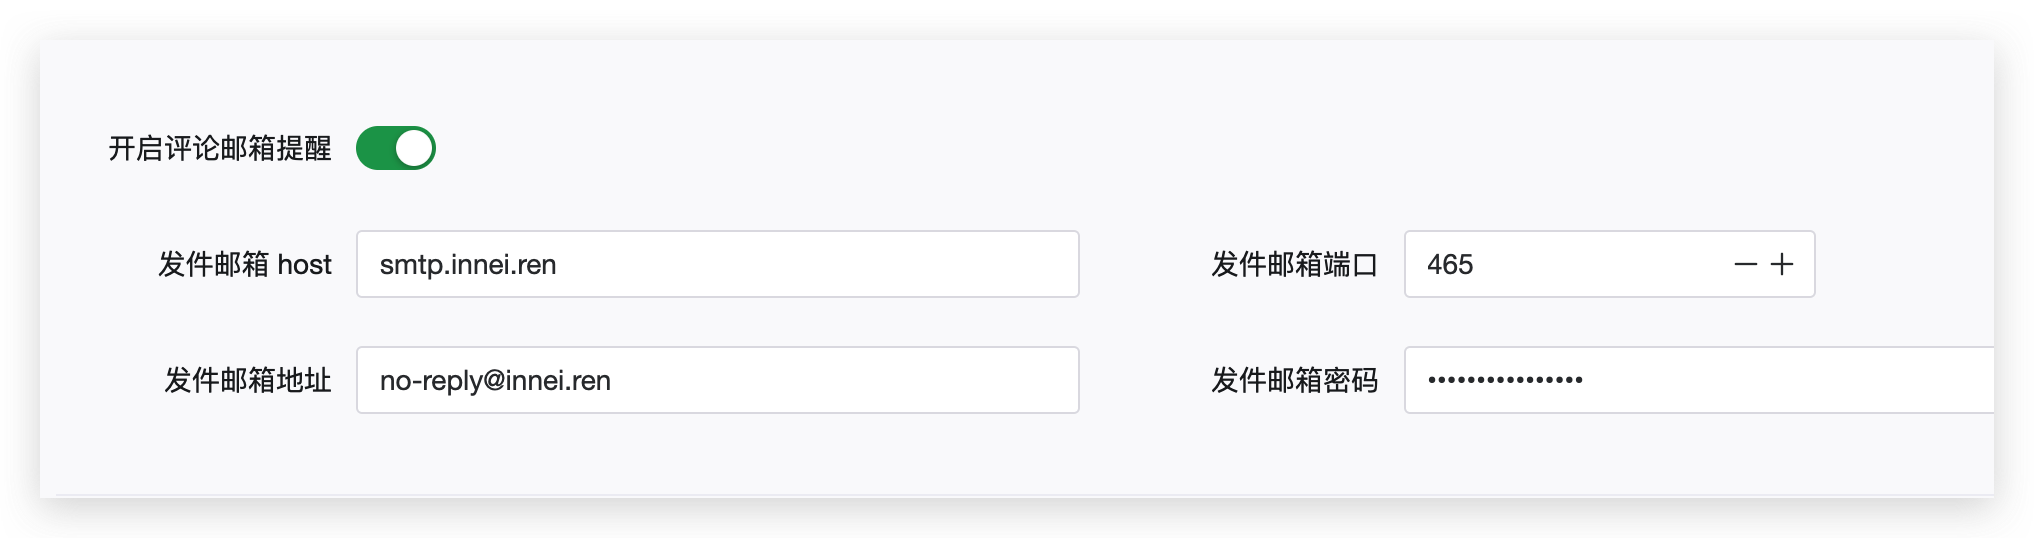 开启评论邮箱提醒
发件邮箱 host smtp.innei.ren 发件邮箱端口 465
发件邮箱地址 no-reply@innei.ren 发件邮箱密码 ••••••••••••••••